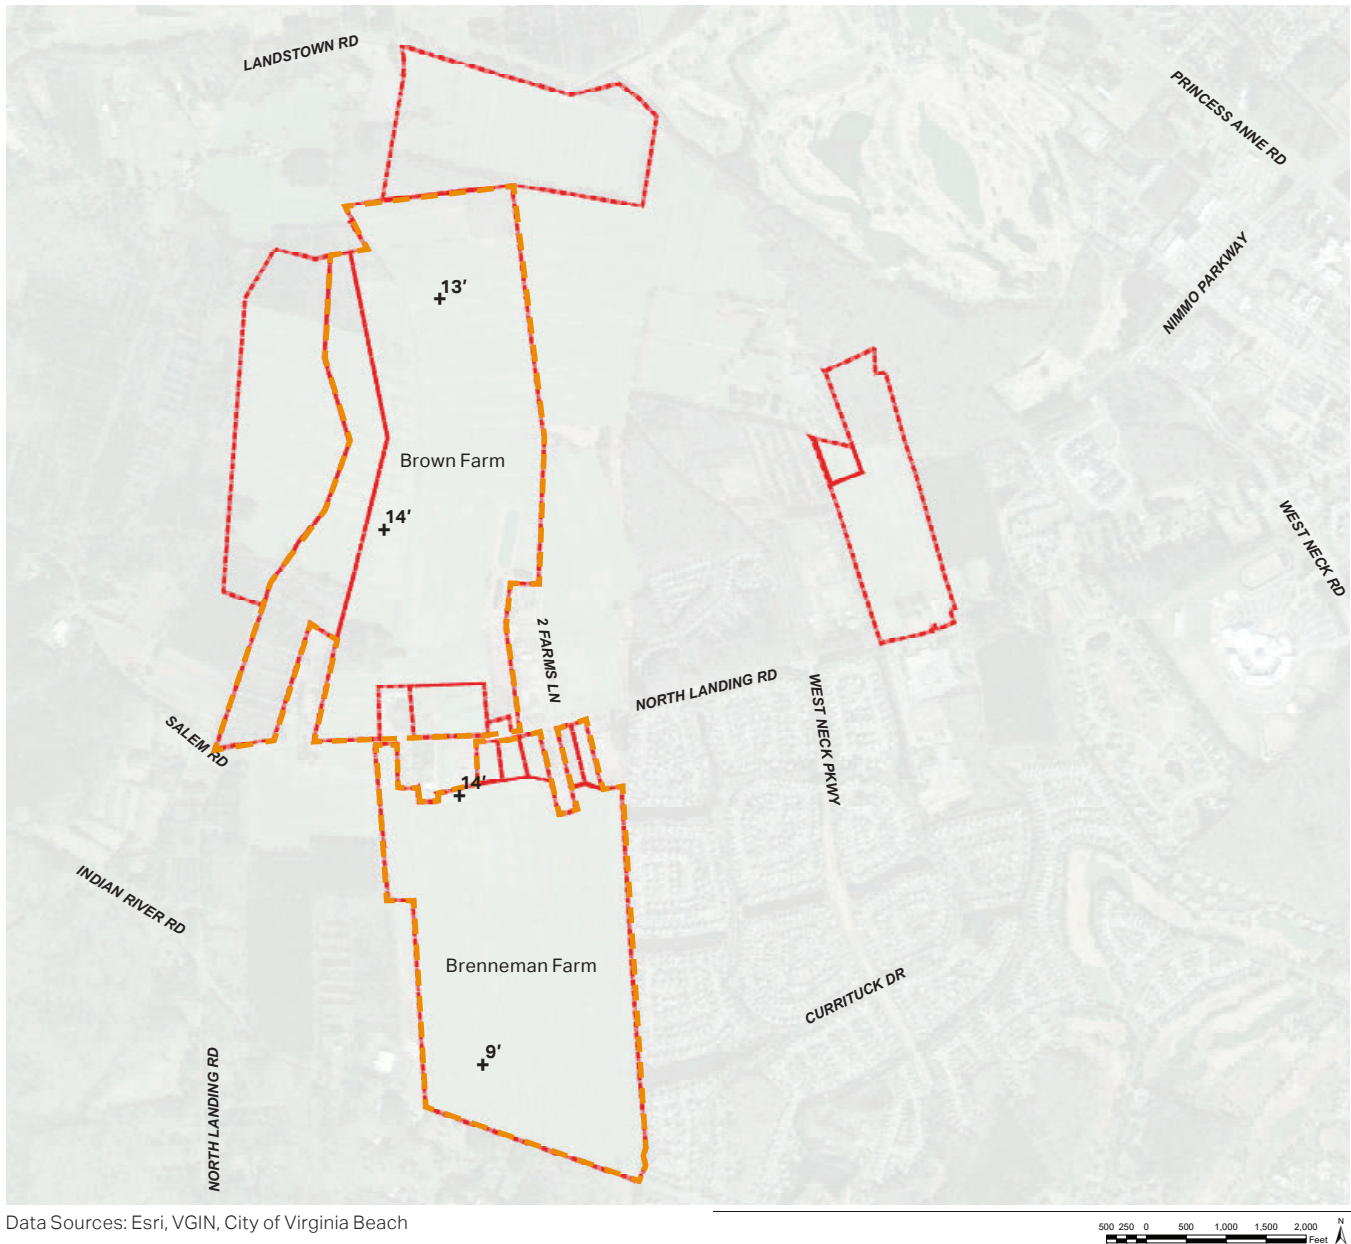 LANDSTOWN RD
PRINCESS ANNE RD
NIMMO PARKWAY
13'
Brown Farm
14'
WEST NECK RD
2 FARMS LN
NORTH LANDING RD
WEST NECK PKWY
SALEM RD
14'
INDIAN RIVER RD
Brenneman Farm
CURRITUCK DR
9'
NORTH LANDING RD
Data Sources: Esri, VGIN, City of Virginia Beach
500 250 0 500 1,000 1,500 2,000
Feet
N